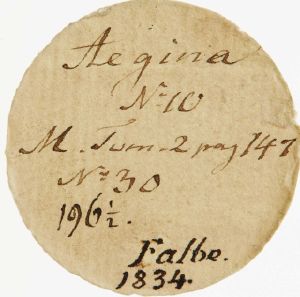 Aegina
Nº 10
M. Tom. 2 pag 147
Nº 30
196½.
Falbe.
1834.